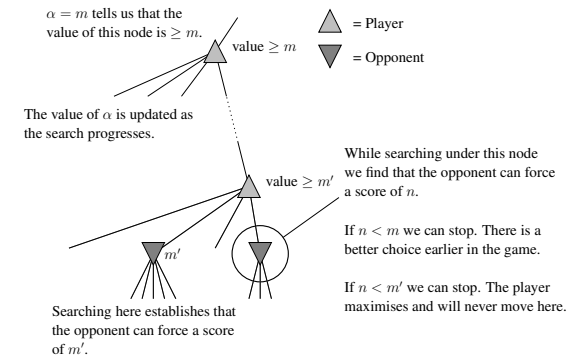 α = m tells us that the
value of this node is ≥ m.
value ≥ m
= Player
= Opponent
The value of α is updated as
the search progresses.
While searching under this node
we find that the opponent can force
a score of n.
value ≥ m′
If n < m we can stop. There is a
better choice earlier in the game.
m′
If n < m′ we can stop. The player
maximises and will never move here.
Searching here establishes that
the opponent can force a score
of m′.